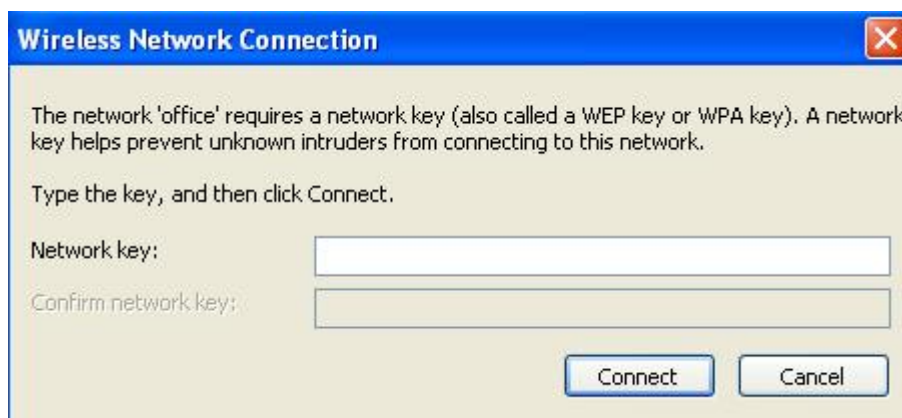 Wireless Network Connection
The network 'office' requires a network key (also called a WEP key or WPA key). A network
key helps prevent unknown intruders from connecting to this network.
Type the key, and then click Connect.
Network key:
Confirm network key:
Connect Cancel